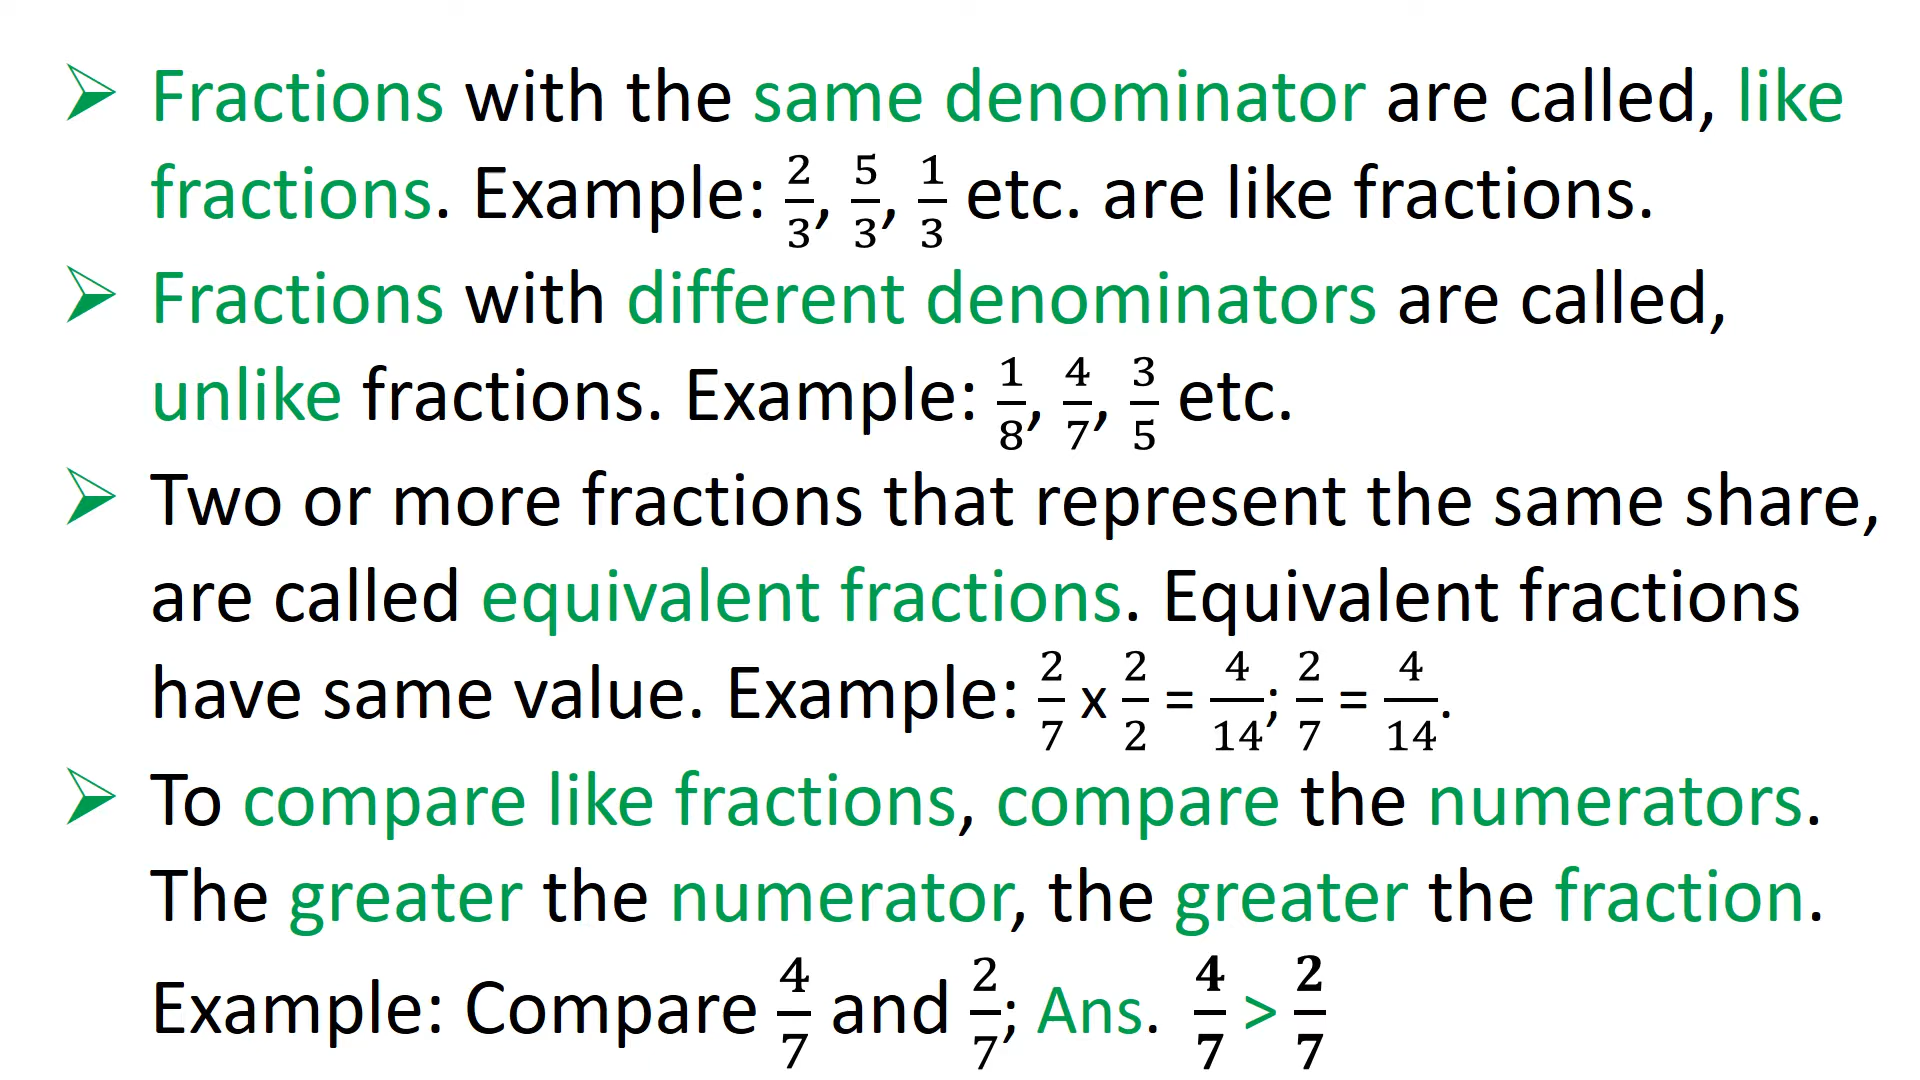 ➢ Fractions with the same denominator are called, like
fractions. Example: 2/3, 5/3, 1/3 etc. are like fractions.
➢ Fractions with different denominators are called,
unlike fractions. Example: 1/8, 4/7, 3/5 etc.
➢ Two or more fractions that represent the same share,
are called equivalent fractions. Equivalent fractions
have same value. Example: 2/7 x 2/2 = 4/14; 2/7 = 4/14.
➢ To compare like fractions, compare the numerators.
The greater the numerator, the greater the fraction.
Example: Compare 4/7 and 2/7; Ans. 4/7 > 2/7